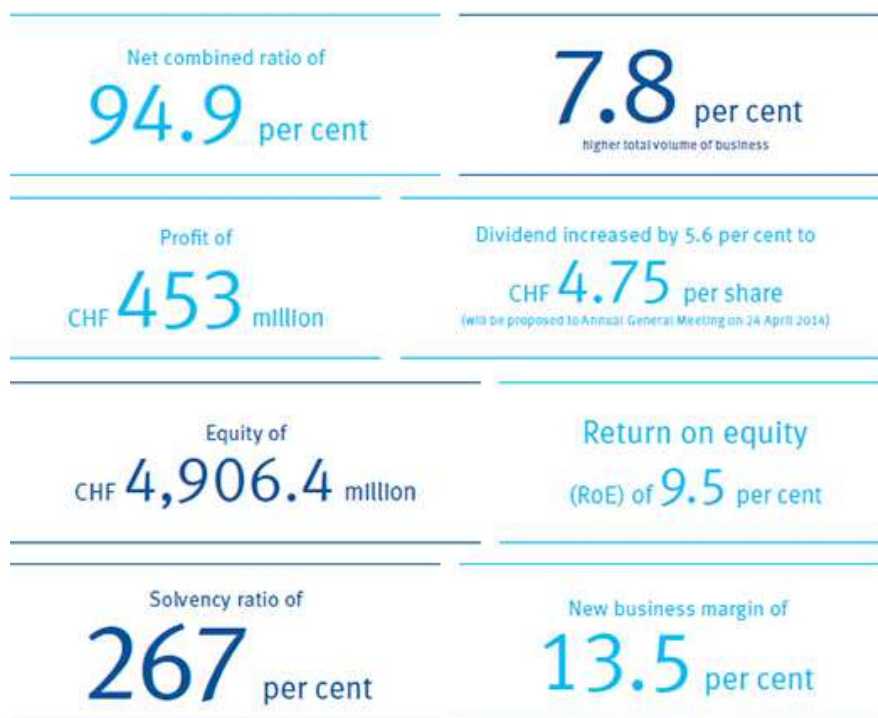 Net combined ratio of
94.9 per cent
7.8 per cent
higher total volume of business
Profit of
CHF 453 million
Dividend increased by 5.6 per cent to
CHF 4.75 per share
(will be proposed to Annual General Meeting on 24 April 2014)
Equity of
CHF 4,906.4 million
Return on equity
(RoE) of 9.5 per cent
Solvency ratio of
267 per cent
New business margin of
13.5 per cent